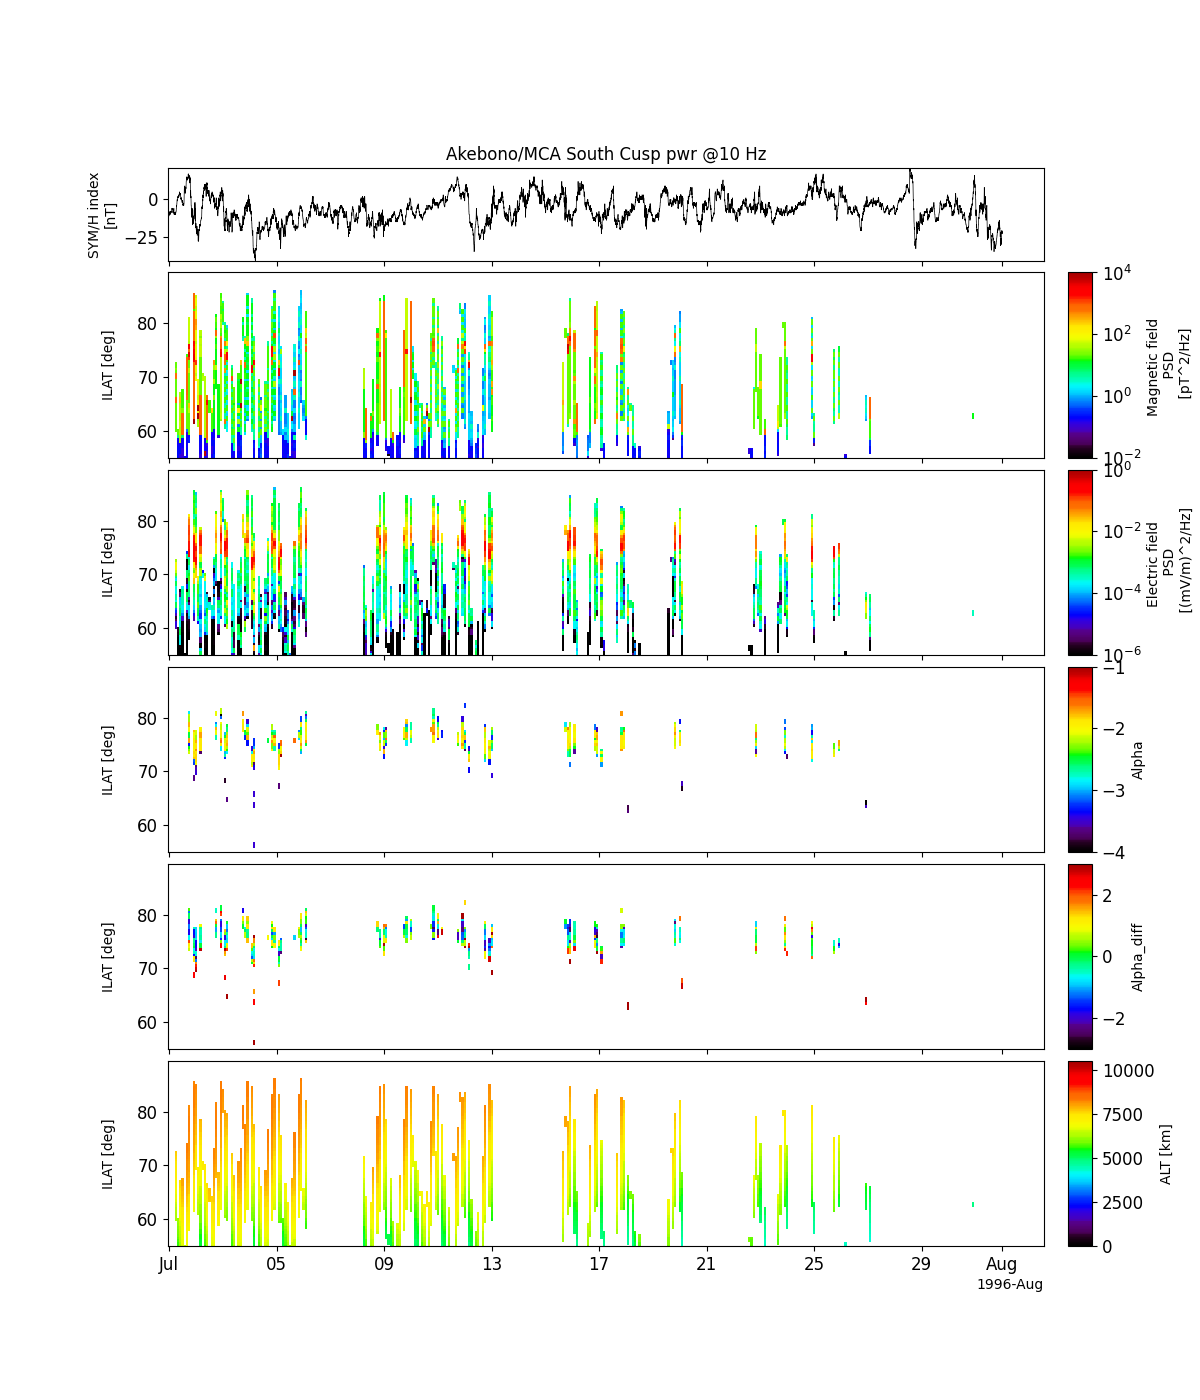 Akebono/MCA South Cusp pwr @10 Hz
SYM/H index
[nT]
0
−25
ILAT [deg]
80
70
60
10^4
10^2
10^0
10^-2
Magnetic field
PSD
[pT^2/Hz]
ILAT [deg]
80
70
60
10^0
10^-2
10^-4
10^-6
Electric field
PSD
[(mV/m)^2/Hz]
ILAT [deg]
80
70
60
−1
−2
−3
−4
Alpha
ILAT [deg]
80
70
60
2
0
−2
Alpha_diff
ILAT [deg]
80
70
60
10000
7500
5000
2500
0
ALT [km]
Jul 05 09 13 17 21 25 29 Aug
1996-Aug